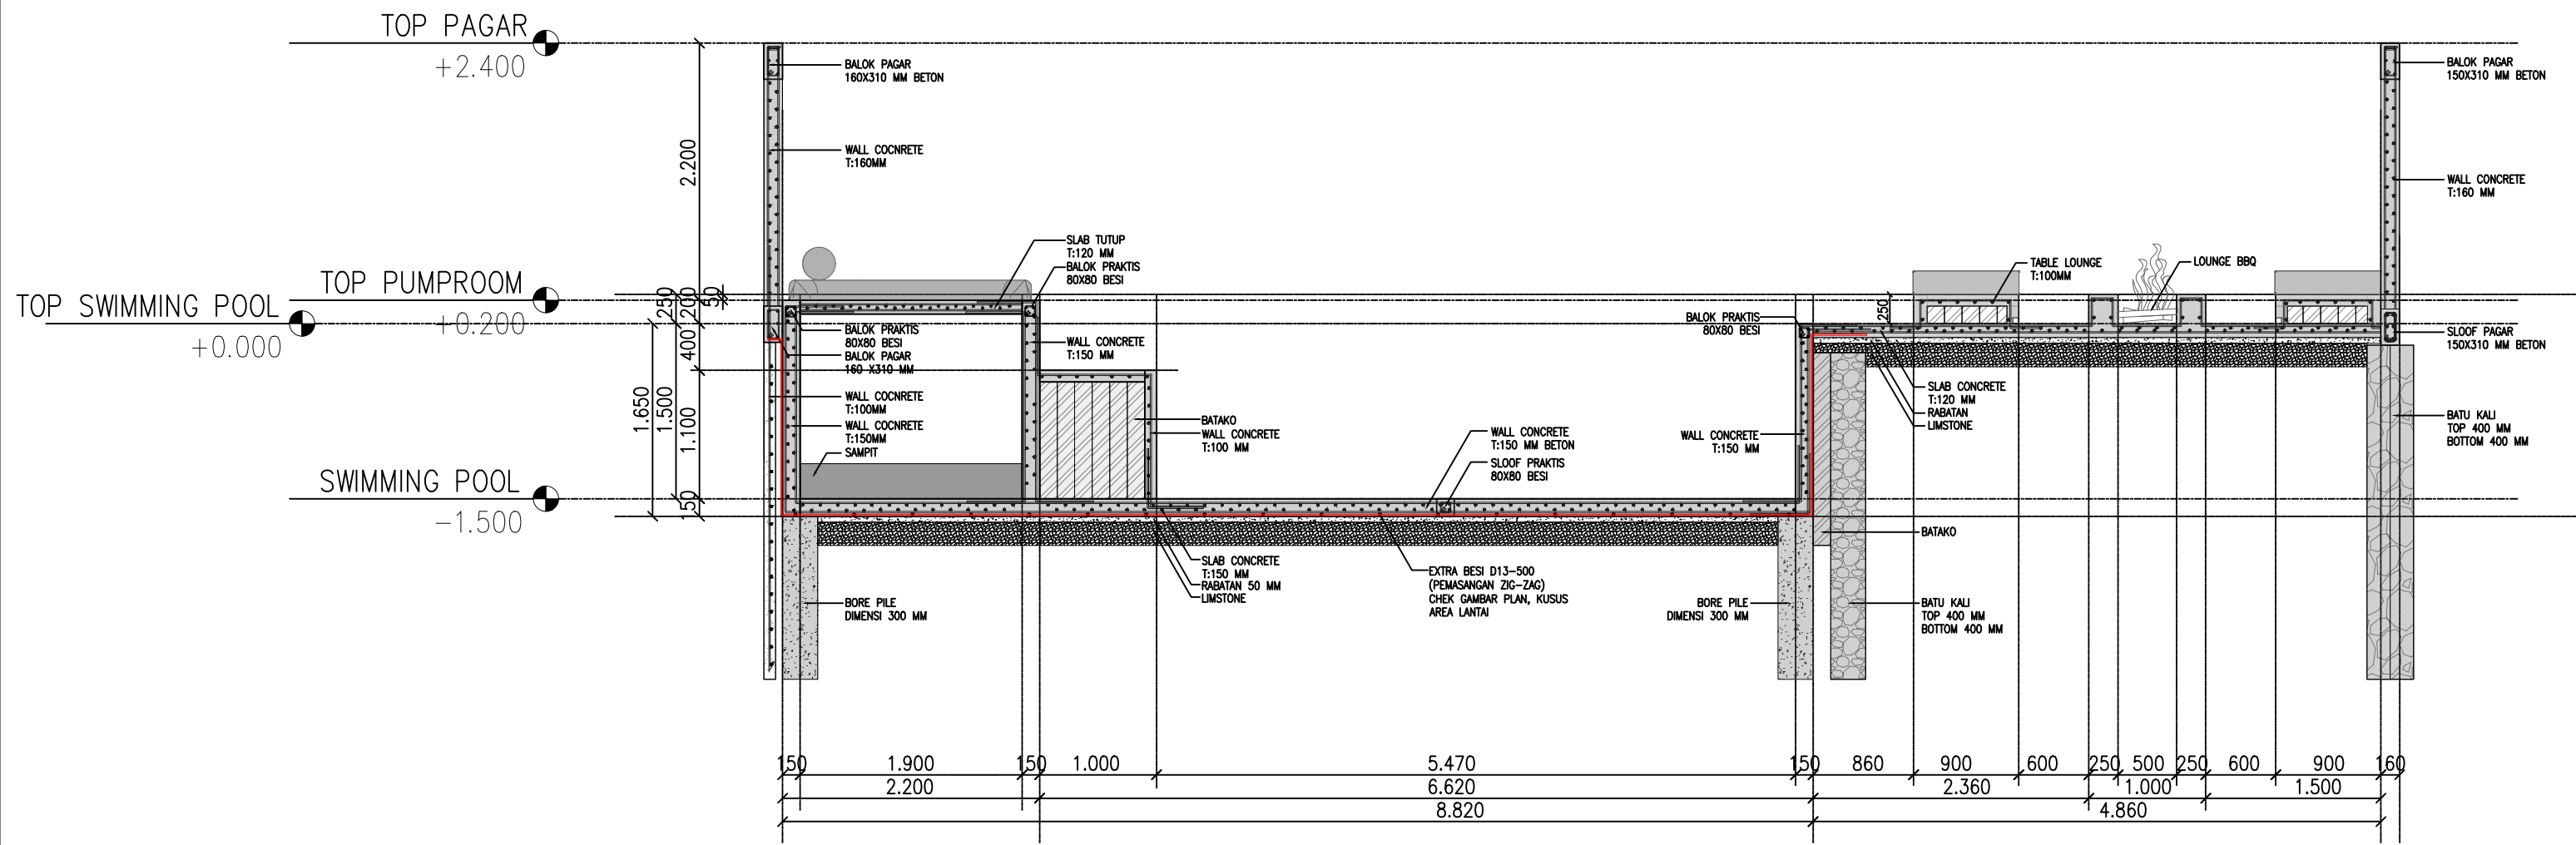 TOP PAGAR
+2.400
TOP PUMPROOM
+0.200
TOP SWIMMING POOL
+0.000
SWIMMING POOL
-1.500
2.200
250
200
50
400
1.650
1.500
1.100
150
BALOK PAGAR
160X310 MM BETON
WALL COCNRETE
T:160MM
SLAB TUTUP
T:120 MM
BALOK PRAKTIS
80X80 BESI
BALOK PRAKTIS
80X80 BESI
BALOK PAGAR
160 X310 MM
WALL CONCRETE
T:150 MM
WALL COCNRETE
T:100MM
WALL COCNRETE
T:150MM
SAMPIT
BATAKO
WALL CONCRETE
T:100 MM
WALL CONCRETE
T:150 MM BETON
SLOOF PRAKTIS
80X80 BESI
BALOK PRAKTIS
80X80 BESI
WALL CONCRETE
T:150 MM
250
TABLE LOUNGE
T:100MM
LOUNGE BBQ
BALOK PAGAR
150X310 MM BETON
WALL CONCRETE
T:160 MM
SLOOF PAGAR
150X310 MM BETON
SLAB CONCRETE
T:120 MM
RABATAN
LIMSTONE
BATU KALI
TOP 400 MM
BOTTOM 400 MM
BATAKO
SLAB CONCRETE
T:150 MM
RABATAN 50 MM
LIMSTONE
EXTRA BESI D13-500
(PEMASANGAN ZIG-ZAG)
CHEK GAMBAR PLAN, KUSUS
AREA LANTAI
BORE PILE
DIMENSI 300 MM
BORE PILE
DIMENSI 300 MM
BATU KALI
TOP 400 MM
BOTTOM 400 MM
150 1.900 150 1.000 5.470 150 860 900 600 250 500 250 600 900 160
2.200 6.620 2.360 1.000 1.500
8.820 4.860